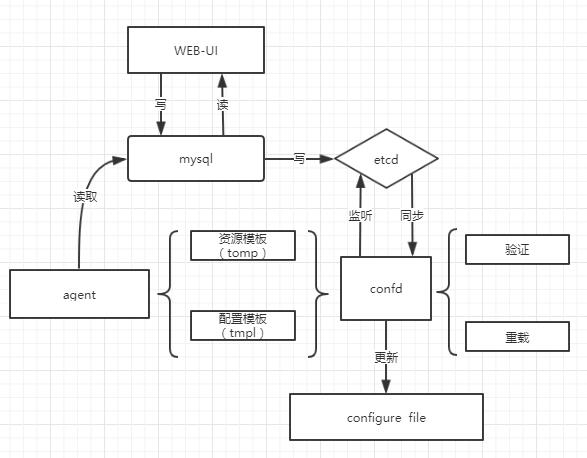 WEB-UI
写
读
mysql
写
etcd
读取
监听
同步
资源模板
（tomp）
验证
agent
confd
配置模板
（tmpl）
重载
更新
configure file